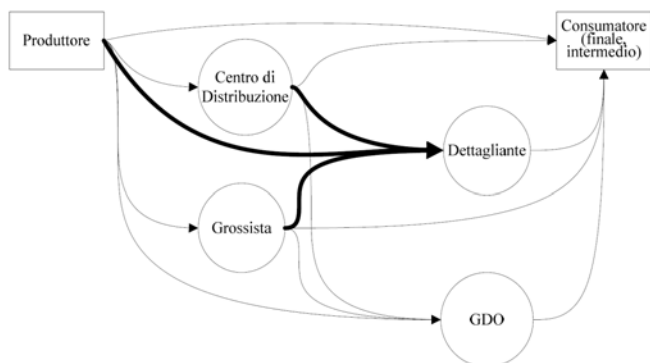 Produttore
Consumatore
(finale,
intermedio)
Centro di
Distribuzione
Dettagliante
Grossista
GDO